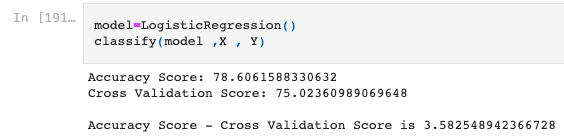 In [191…
model=LogisticRegression()
classify(model ,X , Y)
Accuracy Score: 78.6061588330632
Cross Validation Score: 75.02360989069648
Accuracy Score - Cross Validation Score is 3.582548942366728